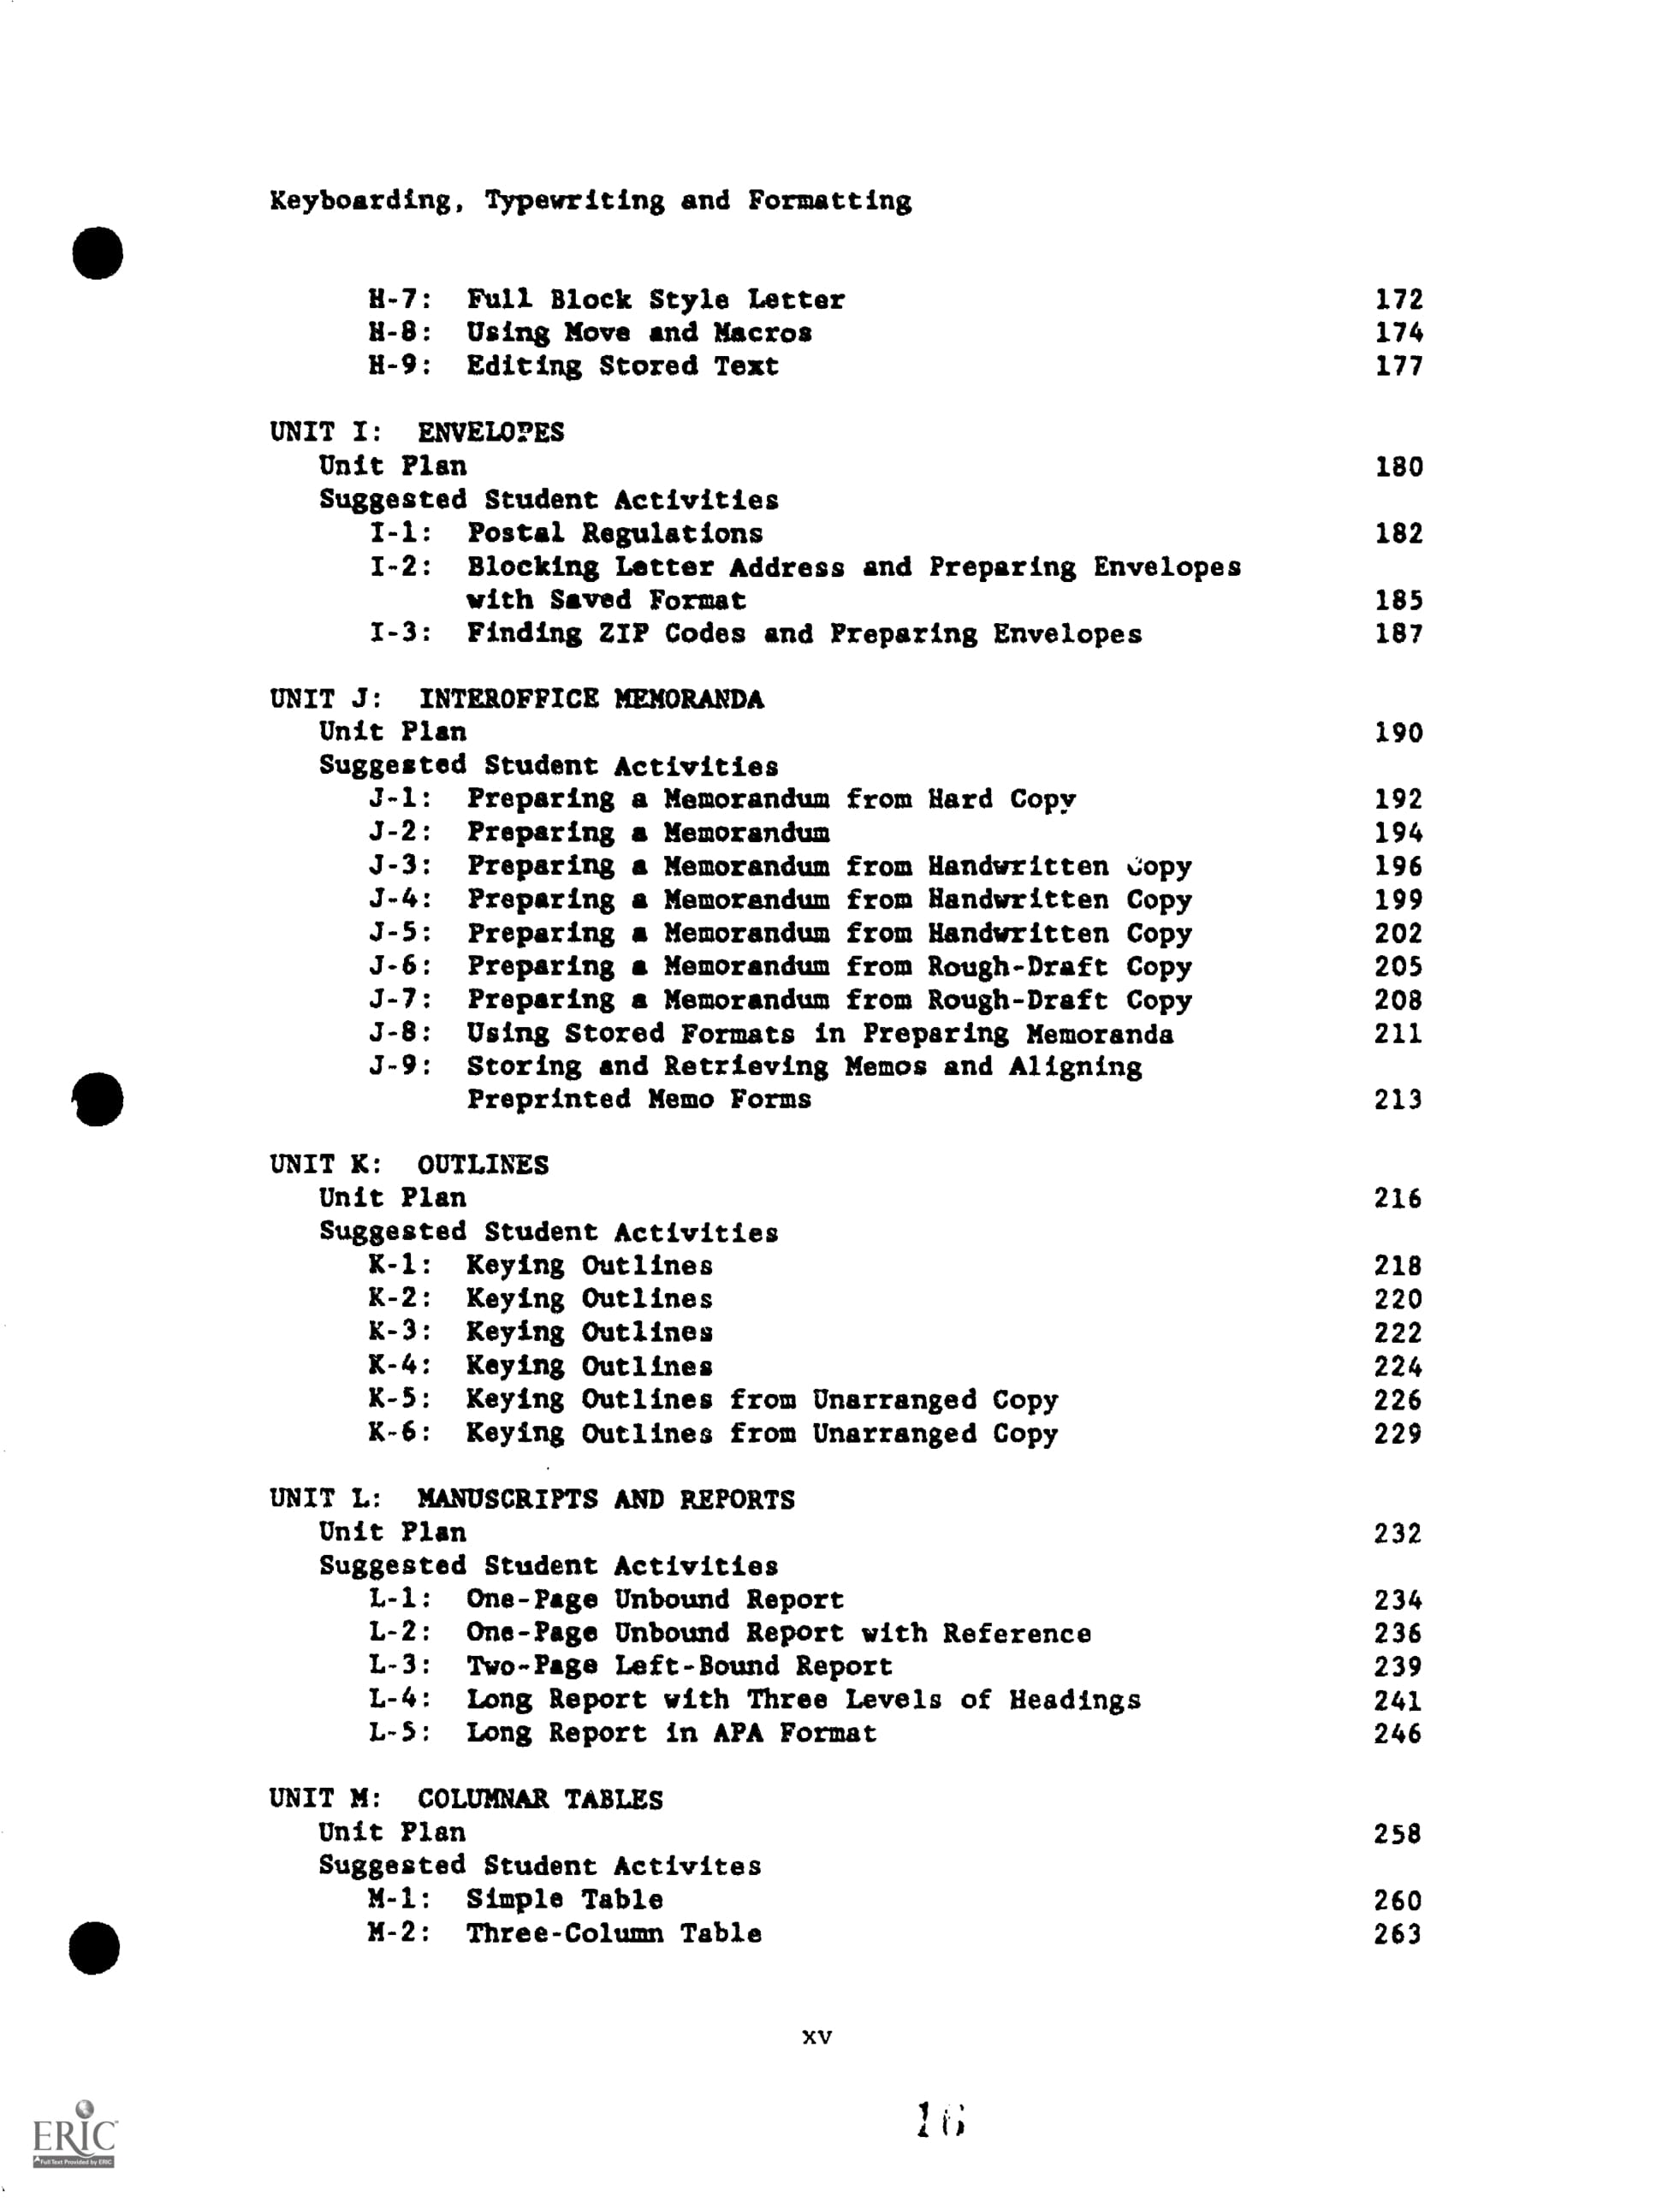 Keyboarding, Typewriting and Formatting
H-7: Full Block Style Letter 172
H-8: Using Move and Macros 174
H-9: Editing Stored Text 177
UNIT I: ENVELOPES
Unit Plan 180
Suggested Student Activities
I-1: Postal Regulations 182
I-2: Blocking Letter Address and Preparing Envelopes
with Saved Format 185
I-3: Finding ZIP Codes and Preparing Envelopes 187
UNIT J: INTEROFFICE MEMORANDA
Unit Plan 190
Suggested Student Activities
J-1: Preparing a Memorandum from Hard Copy 192
J-2: Preparing a Memorandum 194
J-3: Preparing a Memorandum from Handwritten Copy 196
J-4: Preparing a Memorandum from Handwritten Copy 199
J-5: Preparing a Memorandum from Handwritten Copy 202
J-6: Preparing a Memorandum from Rough-Draft Copy 205
J-7: Preparing a Memorandum from Rough-Draft Copy 208
J-8: Using Stored Formats in Preparing Memoranda 211
J-9: Storing and Retrieving Memos and Aligning
Preprinted Memo Forms 213
UNIT K: OUTLINES
Unit Plan 216
Suggested Student Activities
K-1: Keying Outlines 218
K-2: Keying Outlines 220
K-3: Keying Outlines 222
K-4: Keying Outlines 224
K-5: Keying Outlines from Unarranged Copy 226
K-6: Keying Outlines from Unarranged Copy 229
UNIT L: MANUSCRIPTS AND REPORTS
Unit Plan 232
Suggested Student Activities
L-1: One-Page Unbound Report 234
L-2: One-Page Unbound Report with Reference 236
L-3: Two-Page Left-Bound Report 239
L-4: Long Report with Three Levels of Headings 241
L-5: Long Report in APA Format 246
UNIT M: COLUMNAR TABLES
Unit Plan 258
Suggested Student Activites
M-1: Simple Table 260
M-2: Three-Column Table 263
xv
16
ERIC
Full Text Provided by ERIC